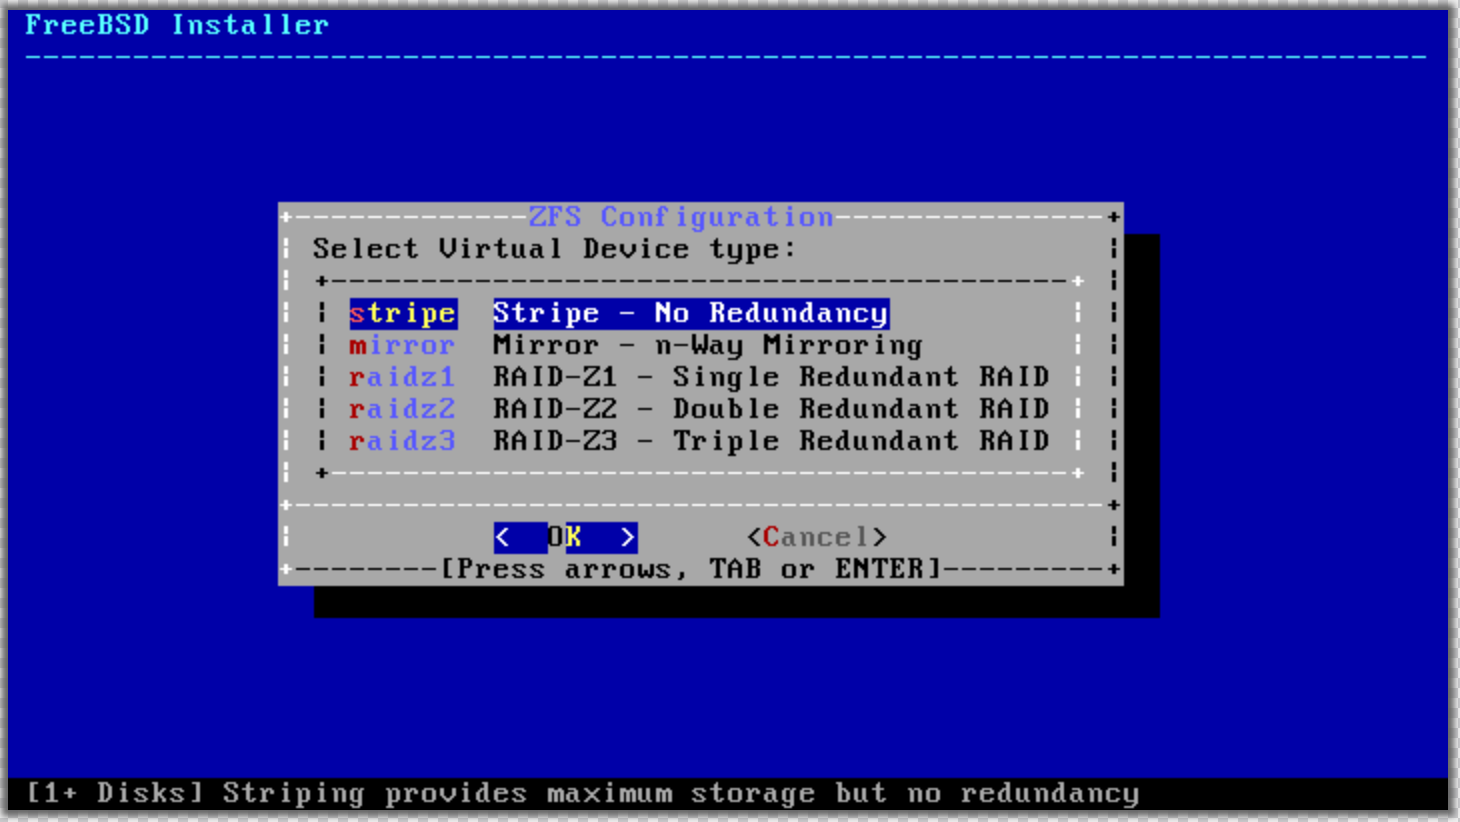 FreeBSD Installer
ZFS Configuration
Select Virtual Device type:
stripe Stripe - No Redundancy
mirror Mirror - n-Way Mirroring
raidz1 RAID-Z1 - Single Redundant RAID
raidz2 RAID-Z2 - Double Redundant RAID
raidz3 RAID-Z3 - Triple Redundant RAID
< OK > <Cancel>
[Press arrows, TAB or ENTER]
[1+ Disks] Striping provides maximum storage but no redundancy